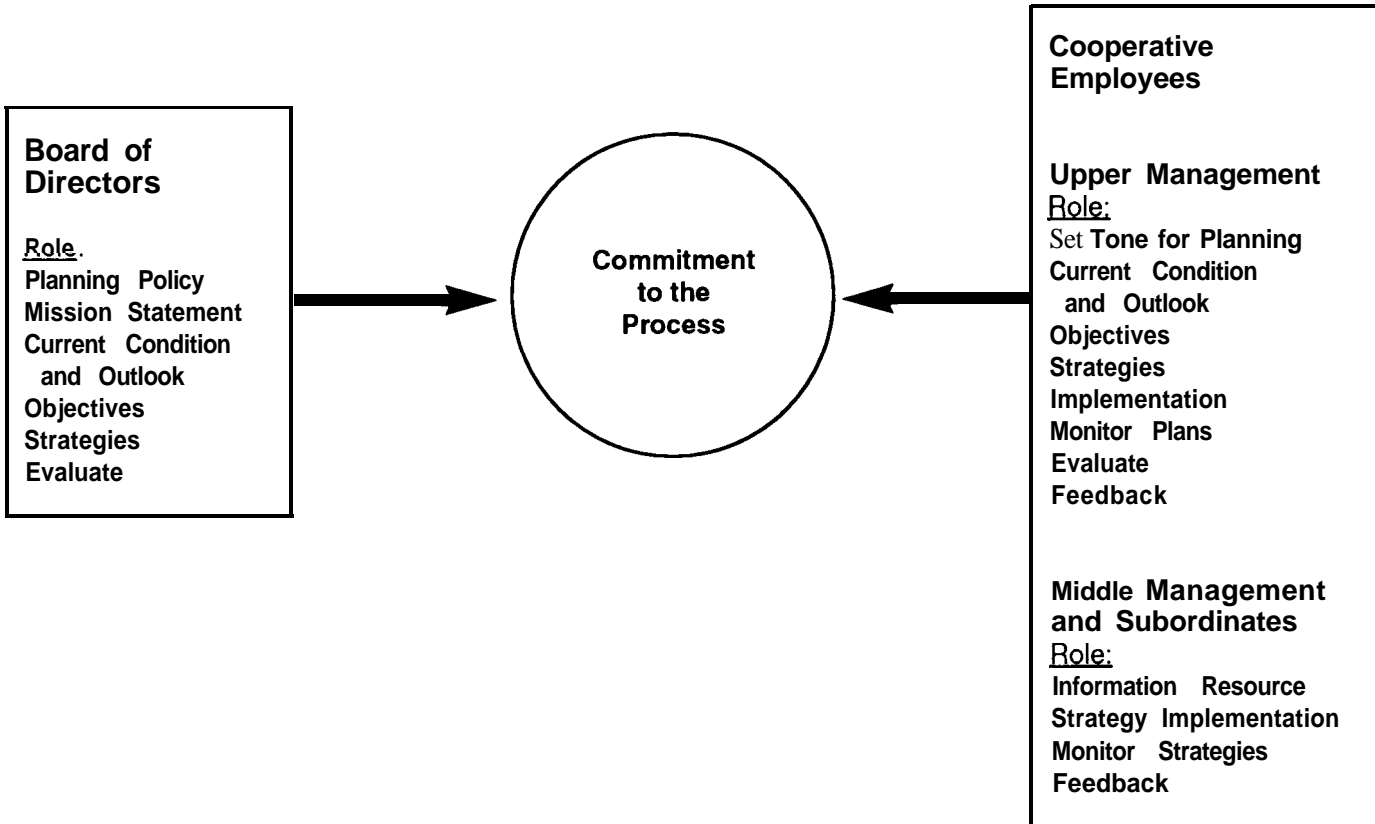 Board of
Directors
Role.
Planning Policy
Mission Statement
Current Condition
and Outlook
Objectives
Strategies
Evaluate
Commitment
to the
Process
Cooperative
Employees
Upper Management
Role:
Set Tone for Planning
Current Condition
and Outlook
Objectives
Strategies
Implementation
Monitor Plans
Evaluate
Feedback
Middle Management
and Subordinates
Role:
Information Resource
Strategy Implementation
Monitor Strategies
Feedback